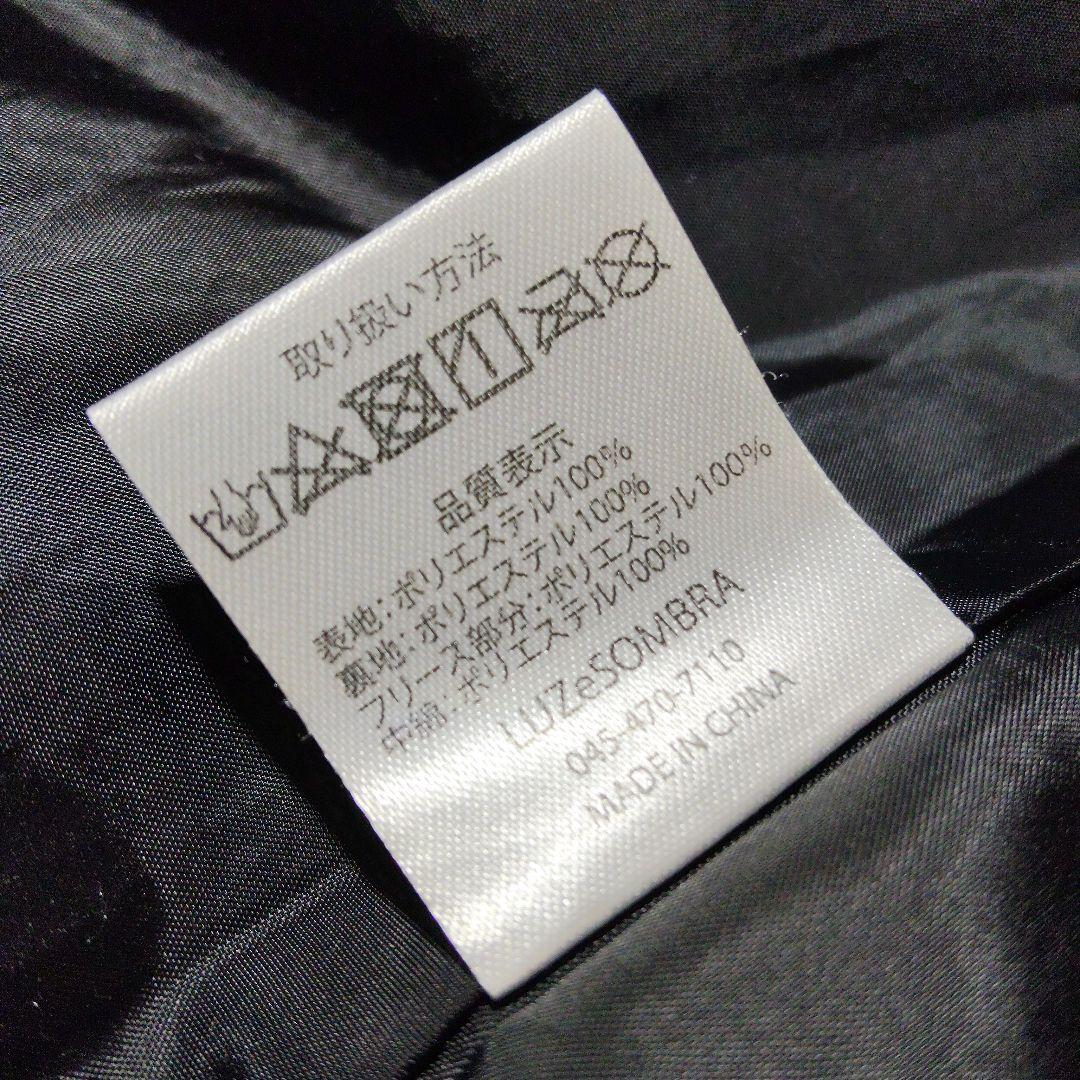 取り扱い方法
品質表示
表地：ポリエステル100%
裏地：ポリエステル100%
フリース部分：ポリエステル100%
中綿：ポリエステル100%
LUZeSOMBRA
045-470-7110
MADE IN CHINA